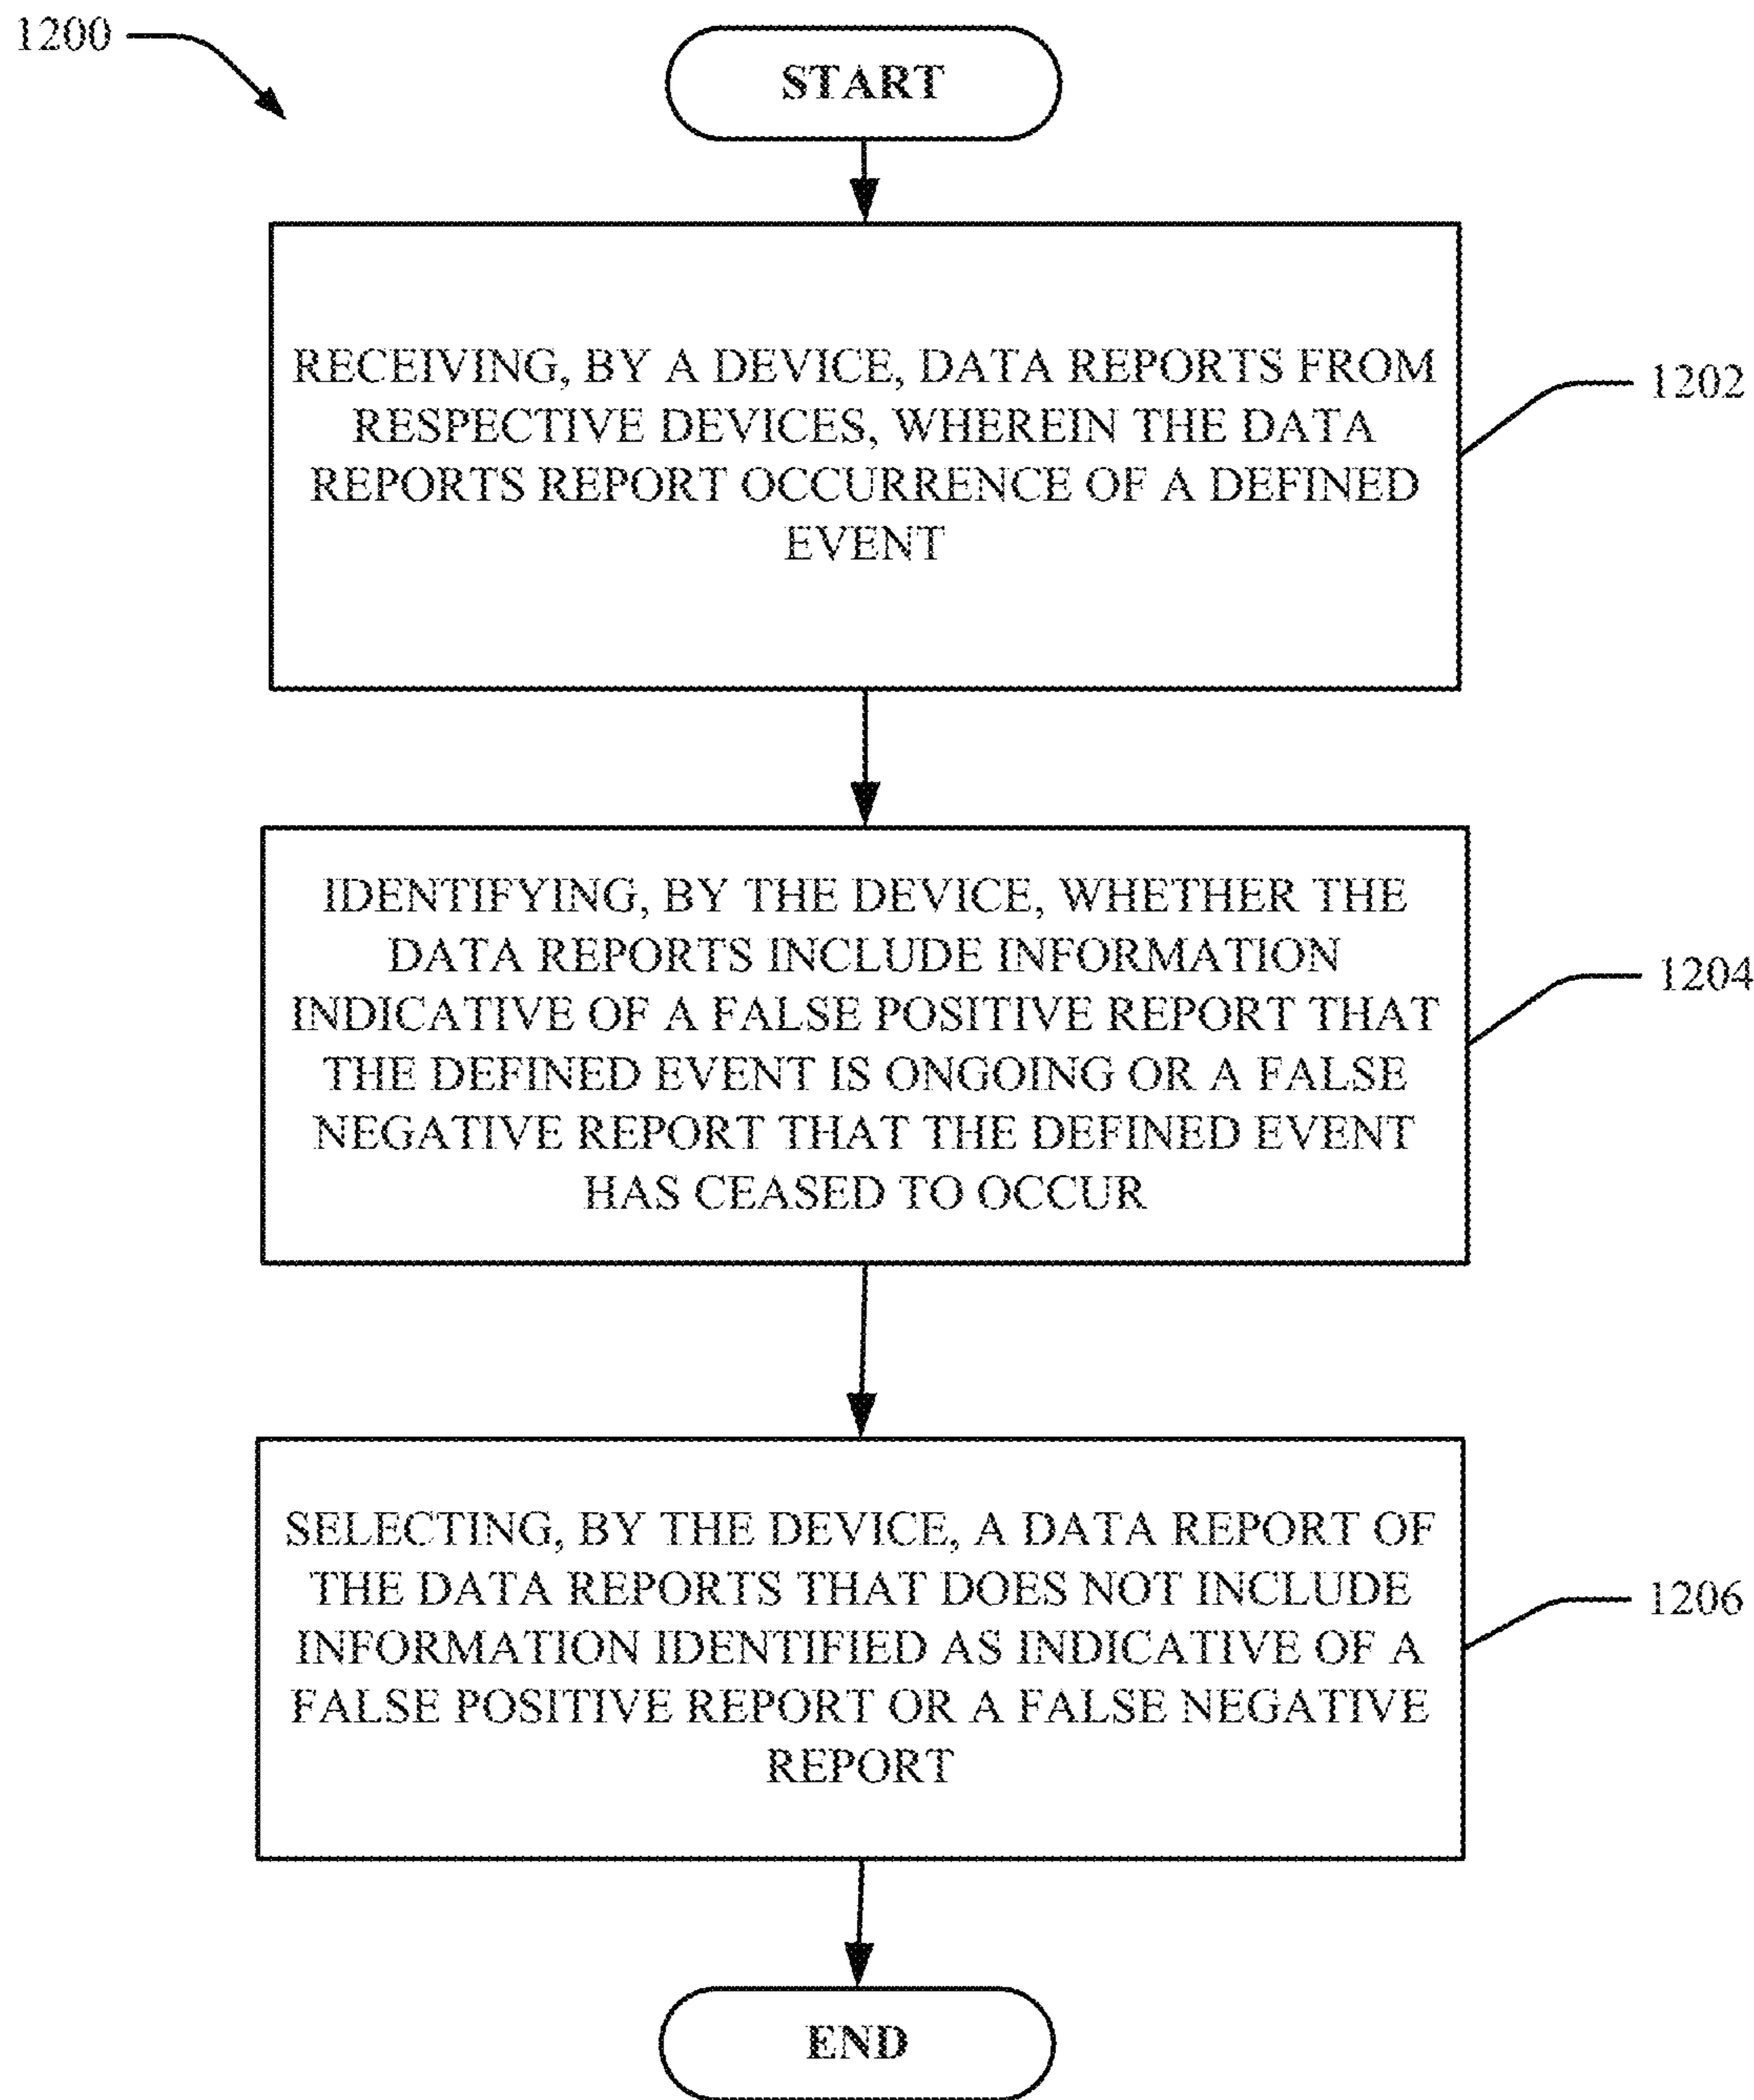 1200
START
RECEIVING, BY A DEVICE, DATA REPORTS FROM
RESPECTIVE DEVICES, WHEREIN THE DATA
REPORTS REPORT OCCURRENCE OF A DEFINED
EVENT
1202
IDENTIFYING, BY THE DEVICE, WHETHER THE
DATA REPORTS INCLUDE INFORMATION
INDICATIVE OF A FALSE POSITIVE REPORT THAT
THE DEFINED EVENT IS ONGOING OR A FALSE
NEGATIVE REPORT THAT THE DEFINED EVENT
HAS CEASED TO OCCUR
1204
SELECTING, BY THE DEVICE, A DATA REPORT OF
THE DATA REPORTS THAT DOES NOT INCLUDE
INFORMATION IDENTIFIED AS INDICATIVE OF A
FALSE POSITIVE REPORT OR A FALSE NEGATIVE
REPORT
1206
END